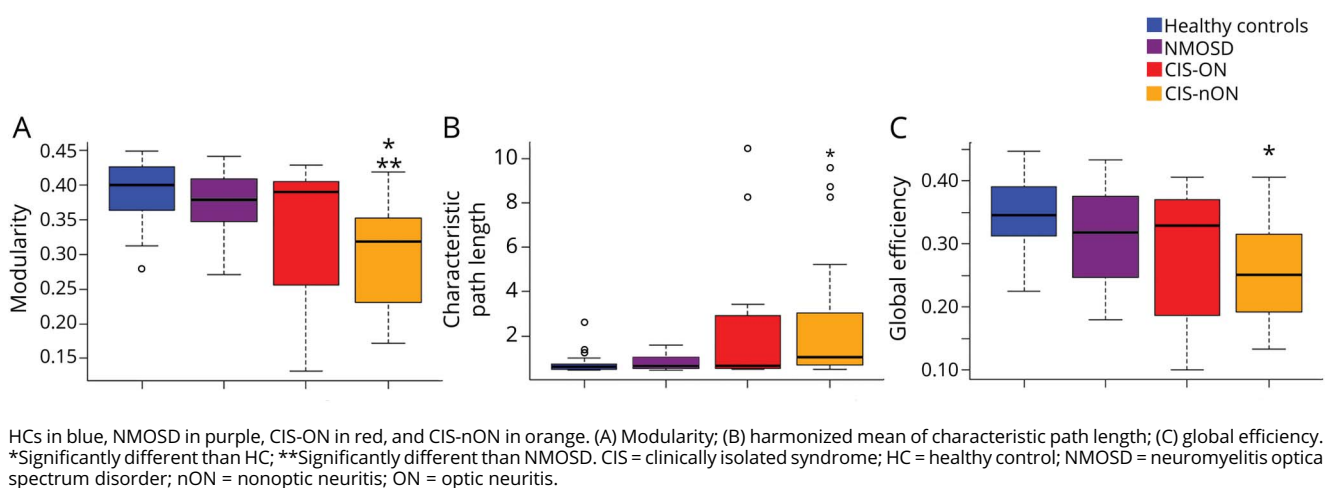 Healthy controls
NMOSD
CIS-ON
CIS-nON
A
Modularity
0.45
0.40
0.35
0.30
0.25
0.20
0.15
*
**
B
Characteristic
path length
10
8
6
4
2
*
C
Global efficiency
0.40
0.30
0.20
0.10
*
HCs in blue, NMOSD in purple, CIS-ON in red, and CIS-nON in orange. (A) Modularity; (B) harmonized mean of characteristic path length; (C) global efficiency.
*Significantly different than HC; **Significantly different than NMOSD. CIS = clinically isolated syndrome; HC = healthy control; NMOSD = neuromyelitis optica
spectrum disorder; nON = nonoptic neuritis; ON = optic neuritis.